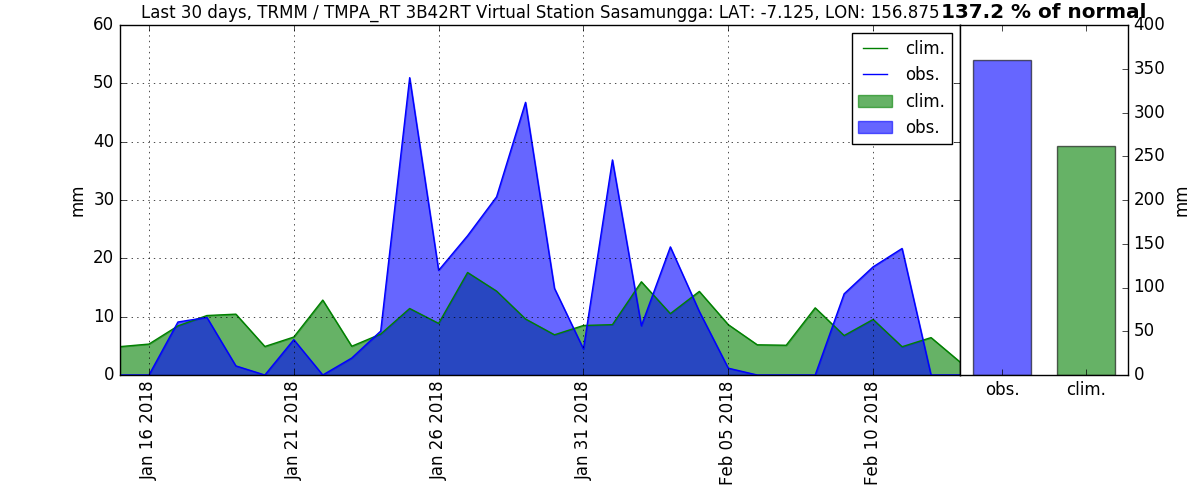 Last 30 days, TRMM / TMPA_RT 3B42RT Virtual Station Sasamungga: LAT: -7.125, LON: 156.875 137.2 % of normal
60
50
40
30
20
10
0
mm
clim.
obs.
clim.
obs.
400
350
300
250
200
150
100
50
0
mm
Jan 16 2018
Jan 21 2018
Jan 26 2018
Jan 31 2018
Feb 05 2018
Feb 10 2018
obs. clim.